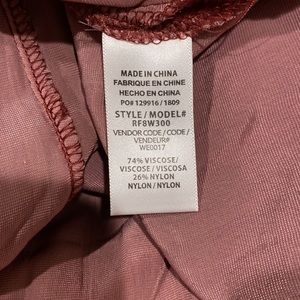 MADE IN CHINA
FABRIQUE EN CHINE
HECHO EN CHINA
PO# 129916 / 1809
STYLE / MODEL#
RF8W300
VENDOR CODE / CODE /
VENDEUR#
WE0017
74% VISCOSE/
VISCOSE / VISCOSA
26% NYLON
NYLON / NYLON